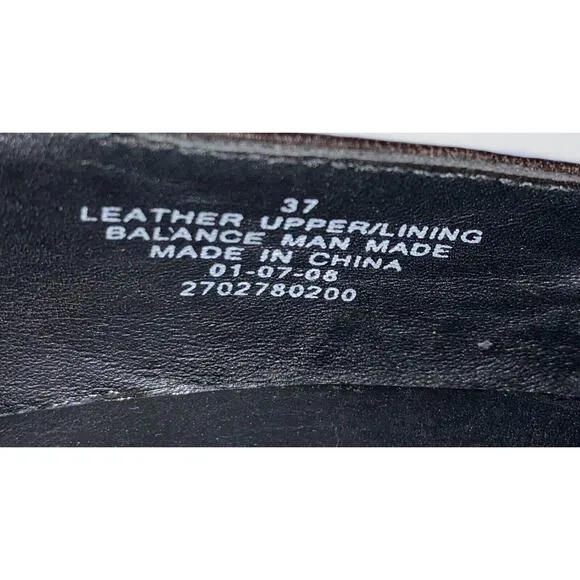 37
LEATHER UPPER/LINING
BALANCE MAN MADE
MADE IN CHINA
01-07-08
2702780200